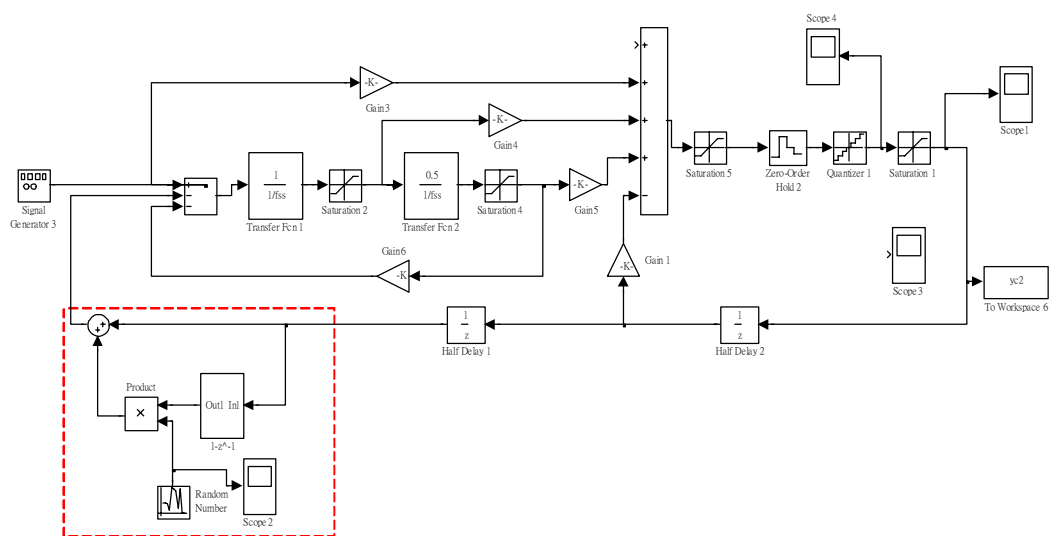 Scope 4
+
-K-
+
Gain3
Scope1
-K-
+
Gain4
Signal
Generator 3
+
−
−
1
1/fss
Transfer Fcn 1
Saturation 2
0.5
1/fss
Transfer Fcn 2
Saturation 4
-K-
Gain5
+
−
Saturation 5
Zero-Order
Hold 2
Quantizer 1
Saturation 1
Gain6
-K
-K-
Gain 1
Scope3
yc2
To Workspace 6
+
+
1
z
Half Delay 1
1
z
Half Delay 2
Product
×
Out1 In1
1-z^-1
Random
Number
Scope 2